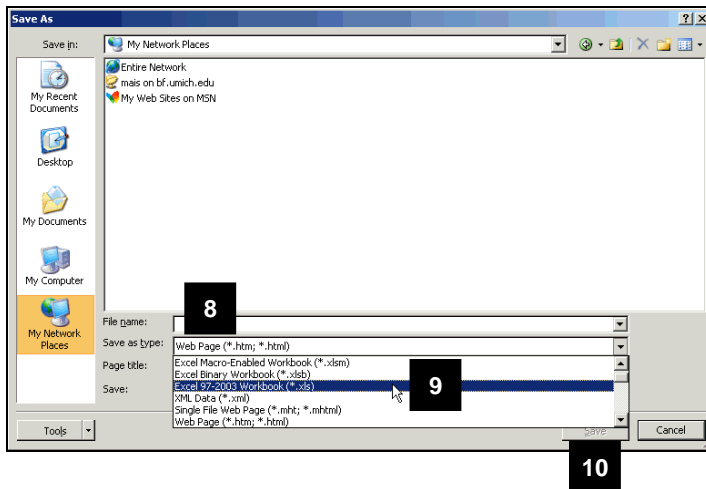 Save As
Save in:
My Network Places
Entire Network
mais on bf.umich.edu
My Web Sites on MSN
My Recent
Documents
Desktop
My Documents
My Computer
My Network
Places
8
File name:
Save as type:
Web Page (*.htm; *.html)
Page title:
Excel Macro-Enabled Workbook (*.xlsm)
Excel Binary Workbook (*.xlsb)
Save:
Excel 97-2003 Workbook (*.xls)
9
XML Data (*.xml)
Single File Web Page (*.mht; *.mhtml)
Web Page (*.htm; *.html)
Tools
Save
Cancel
10